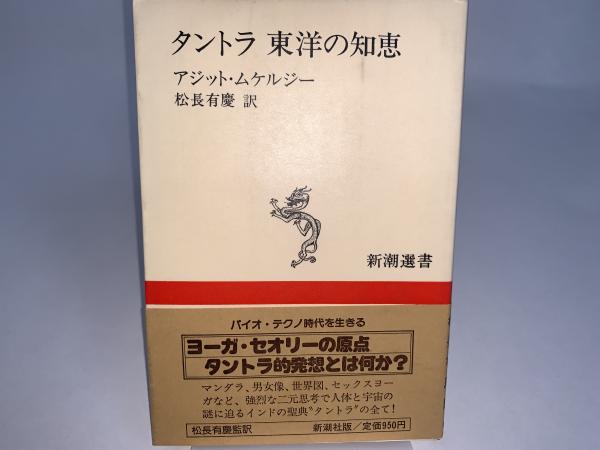 タントラ 東洋の知恵
アジット・ムケルジー
松長有慶 訳
新潮選書
バイオ・テクノ時代を生きる
ヨーガ・セオリーの原点
タントラ的発想とは何か?
マンダラ、男女像、世界図、セックスヨー
ガなど、強烈な二元思考で人体と宇宙の
謎に迫るインドの聖典〝タントラ〟の全て!
松長有慶監訳
新潮社版/定価950円